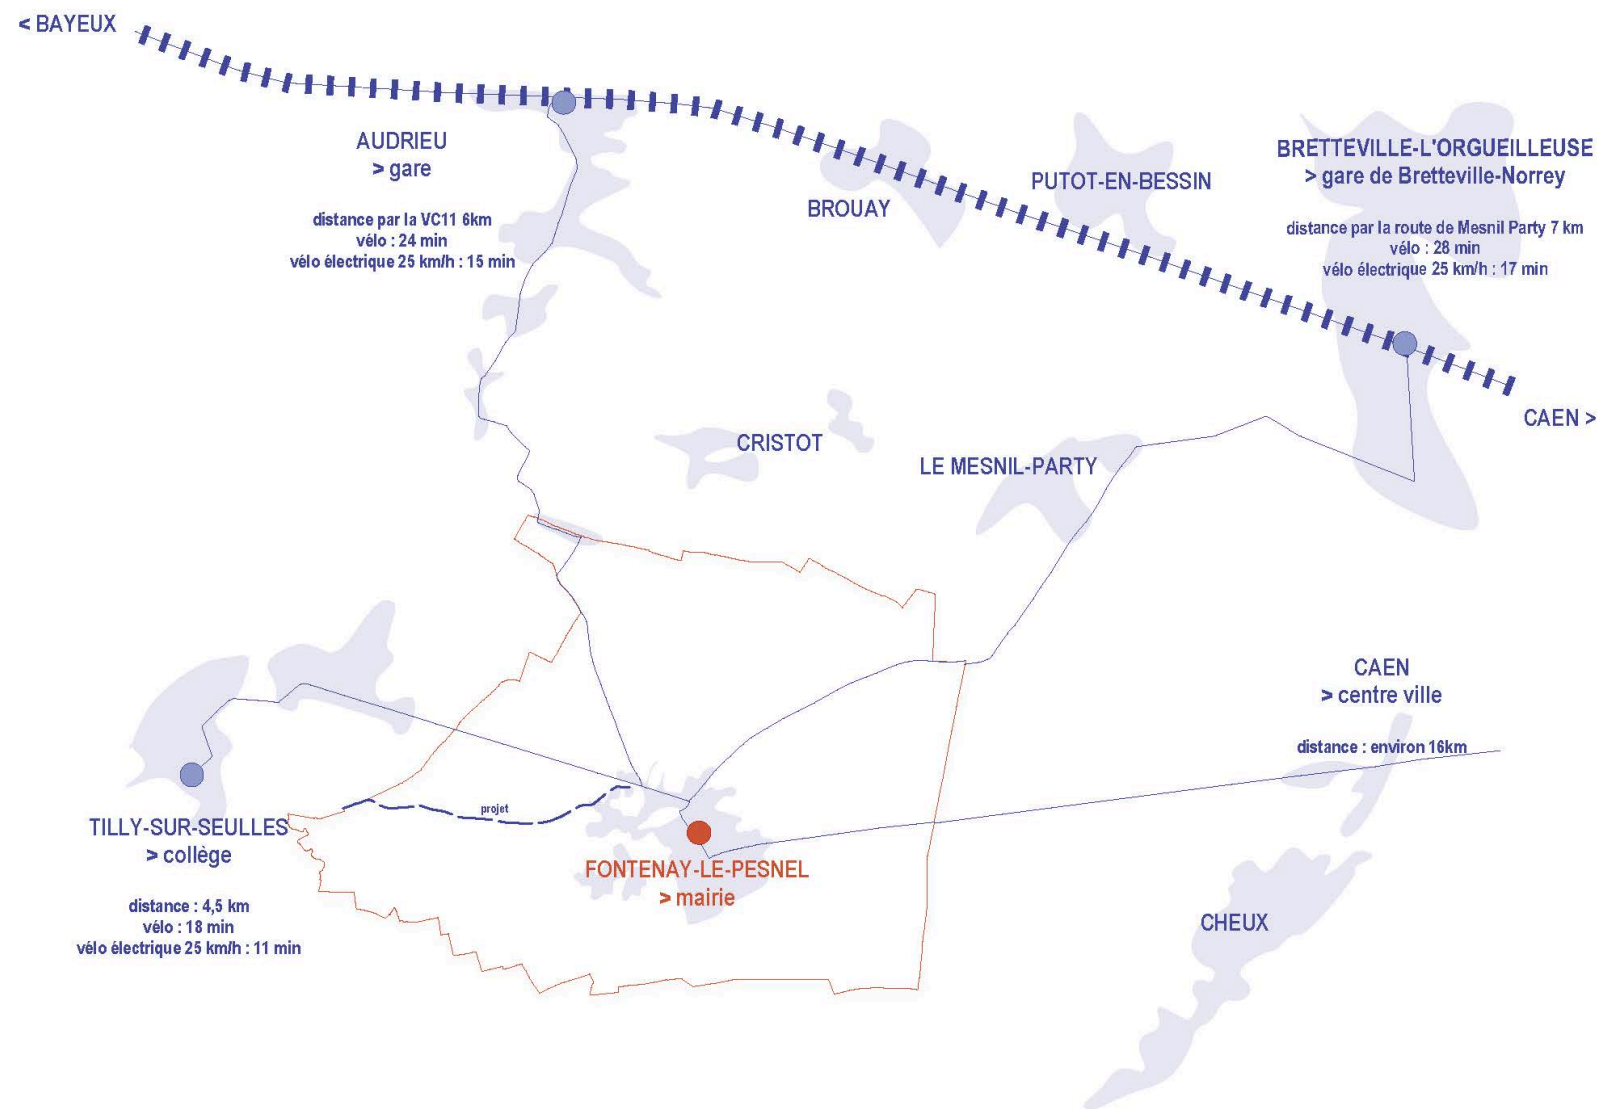 < BAYEUX
AUDRIEU
> gare
distance par la VC11 6km
vélo : 24 min
vélo électrique 25 km/h : 15 min
BROUAY
PUTOT-EN-BESSIN
BRETTEVILLE-L'ORGUEILLEUSE
> gare de Bretteville-Norrey
distance par la route de Mesnil Party 7 km
vélo : 28 min
vélo électrique 25 km/h : 17 min
CAEN >
CRISTOT
LE MESNIL-PARTY
CAEN
> centre ville
distance : environ 16km
projet
TILLY-SUR-SEULLES
> collège
distance : 4,5 km
vélo : 18 min
vélo électrique 25 km/h : 11 min
FONTENAY-LE-PESNEL
> mairie
CHEUX